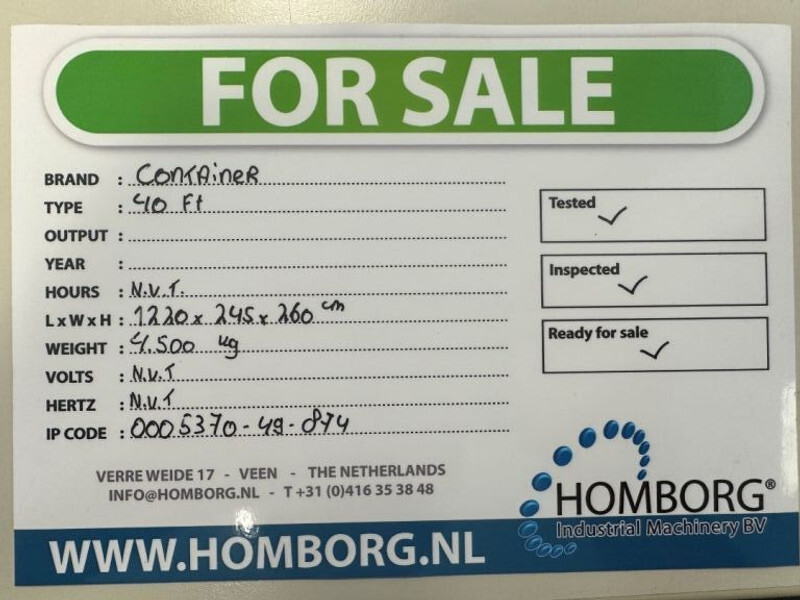 FOR SALE
BRAND : CONTAINER
TYPE : 40 Ft
OUTPUT :
YEAR :
HOURS : N.V.T.
L x W x H : 1220 x 245 x 260 cm
WEIGHT : 4.500 kg
VOLTS : N.V.T
HERTZ : N.V.T
IP CODE : 0005370-49-874
Tested ✓
Inspected ✓
Ready for sale ✓
VERRE WEIDE 17 - VEEN - THE NETHERLANDS
INFO@HOMBORG.NL - T +31 (0)416 35 38 48
HOMBORG®
Industrial Machinery BV
WWW.HOMBORG.NL